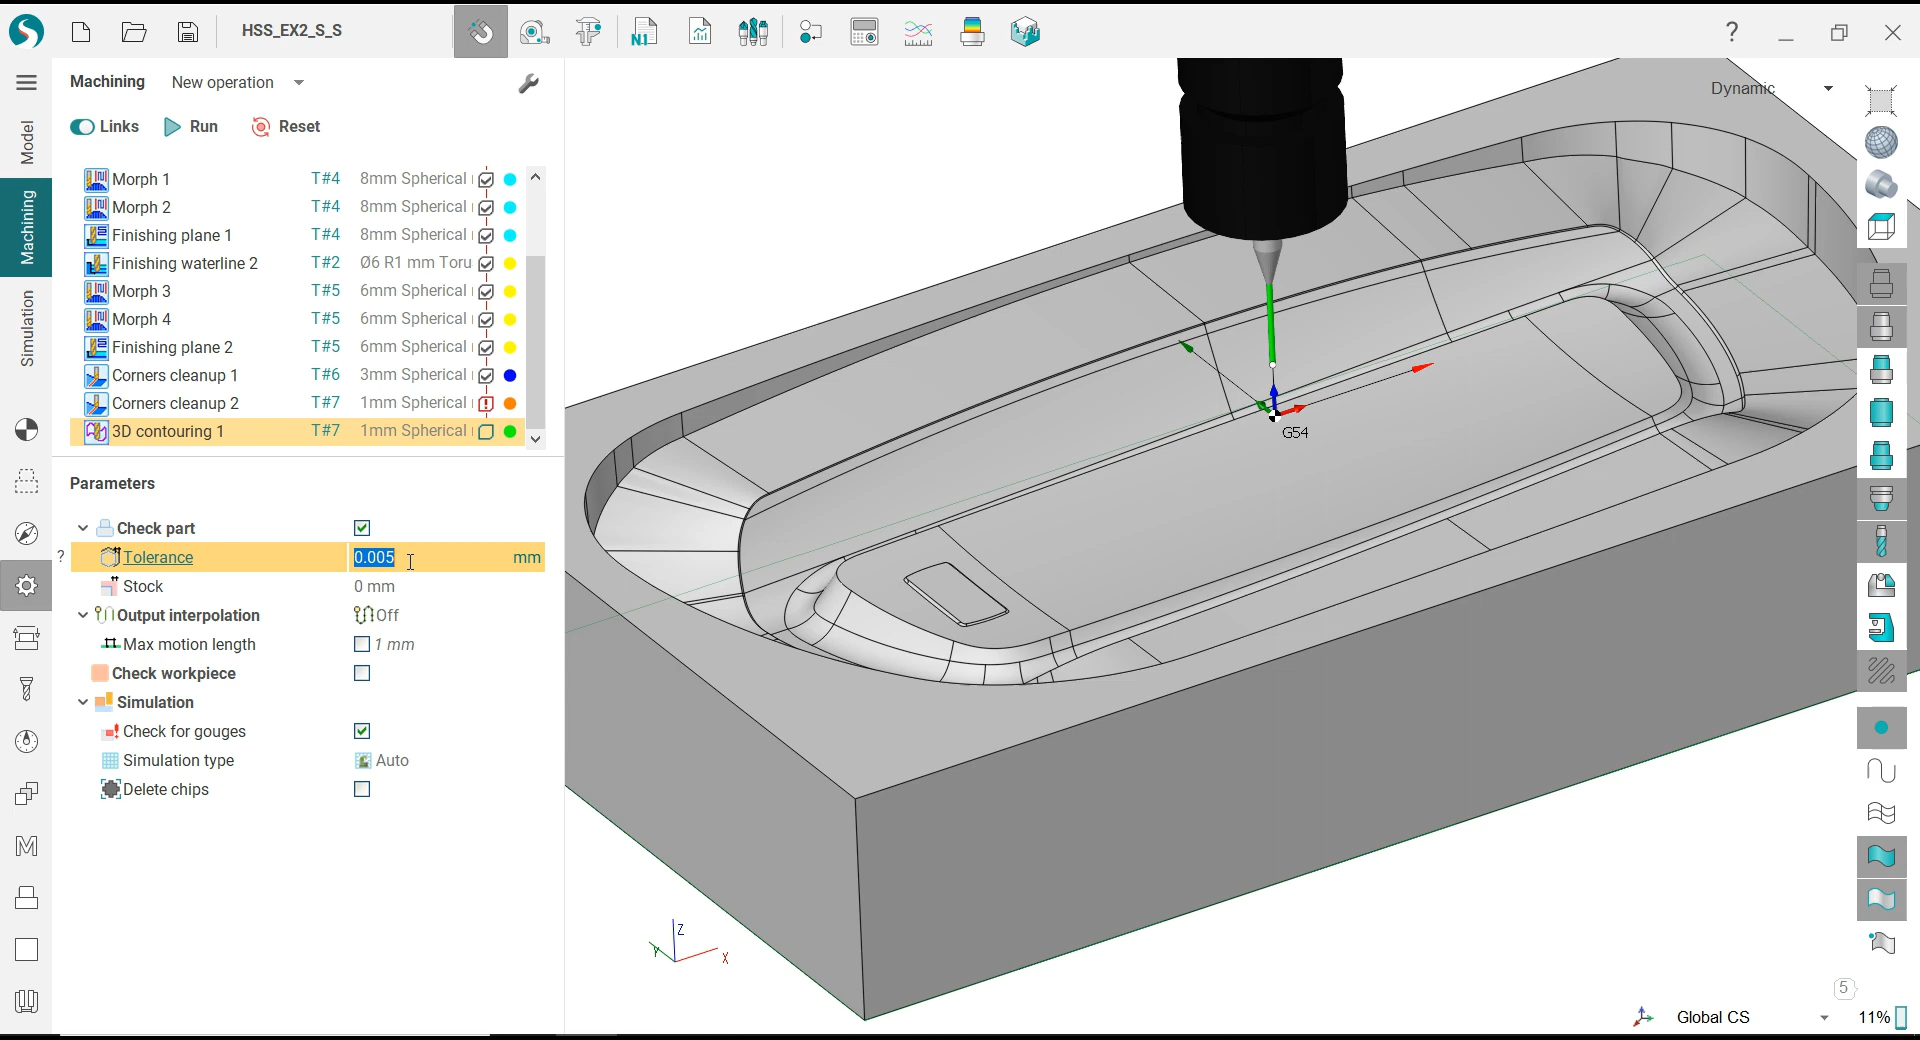 HSS_EX2_S_S
N1
?
Machining New operation
Links Run Reset
Model
Machining
Simulation
Morph 1 T#4 8mm Spherical
Morph 2 T#4 8mm Spherical
Finishing plane 1 T#4 8mm Spherical
Finishing waterline 2 T#2 Ø6 R1 mm Toru
Morph 3 T#5 6mm Spherical
Morph 4 T#5 6mm Spherical
Finishing plane 2 T#5 6mm Spherical
Corners cleanup 1 T#6 3mm Spherical
Corners cleanup 2 T#7 1mm Spherical
3D contouring 1 T#7 1mm Spherical
Parameters
Check part
? Tolerance 0.005 mm
Stock 0 mm
Output interpolation Off
Max motion length 1 mm
Check workpiece
Simulation
Check for gouges
Simulation type Auto
Delete chips
Dynamic
G54
Z
Y
X
5
Global CS 11%